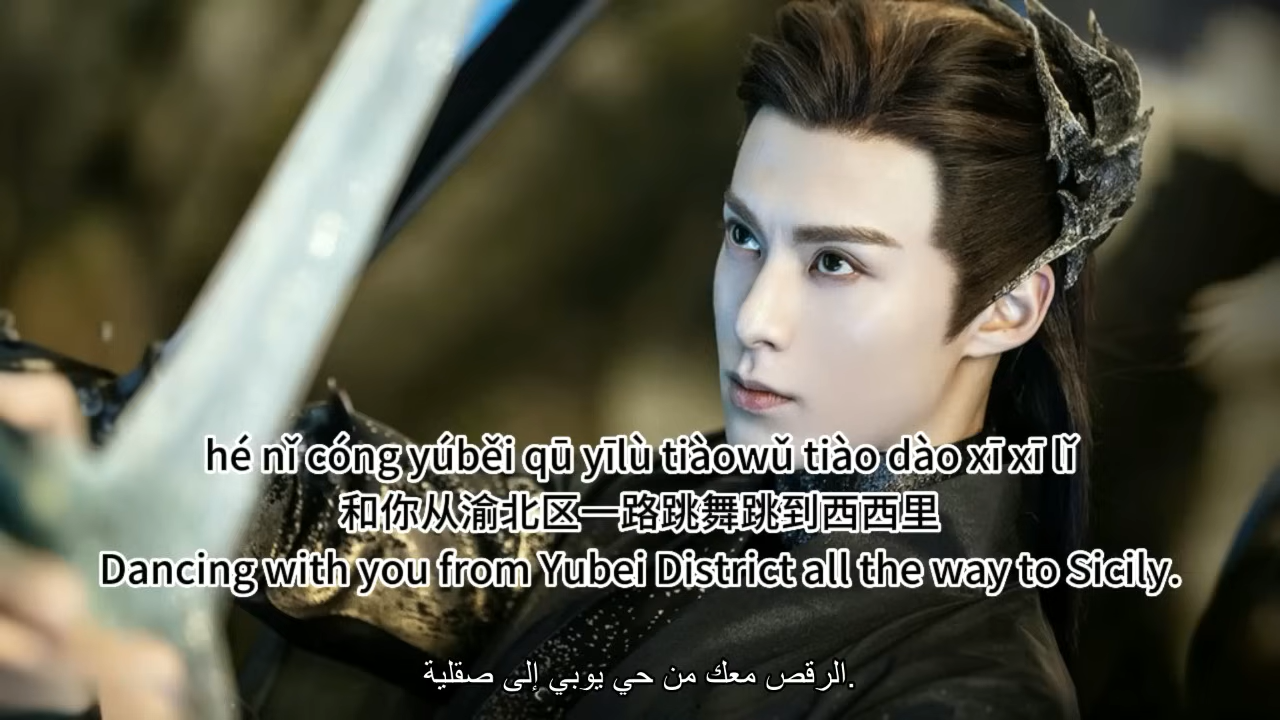 hé nǐ cóng yúběi qū yīlù tiàowǔ tiào dào xī xī lǐ
和你从渝北区一路跳舞跳到西西里
Dancing with you from Yubei District all the way to Sicily.
الرقص معك من حي يوبي إلى صقلية.